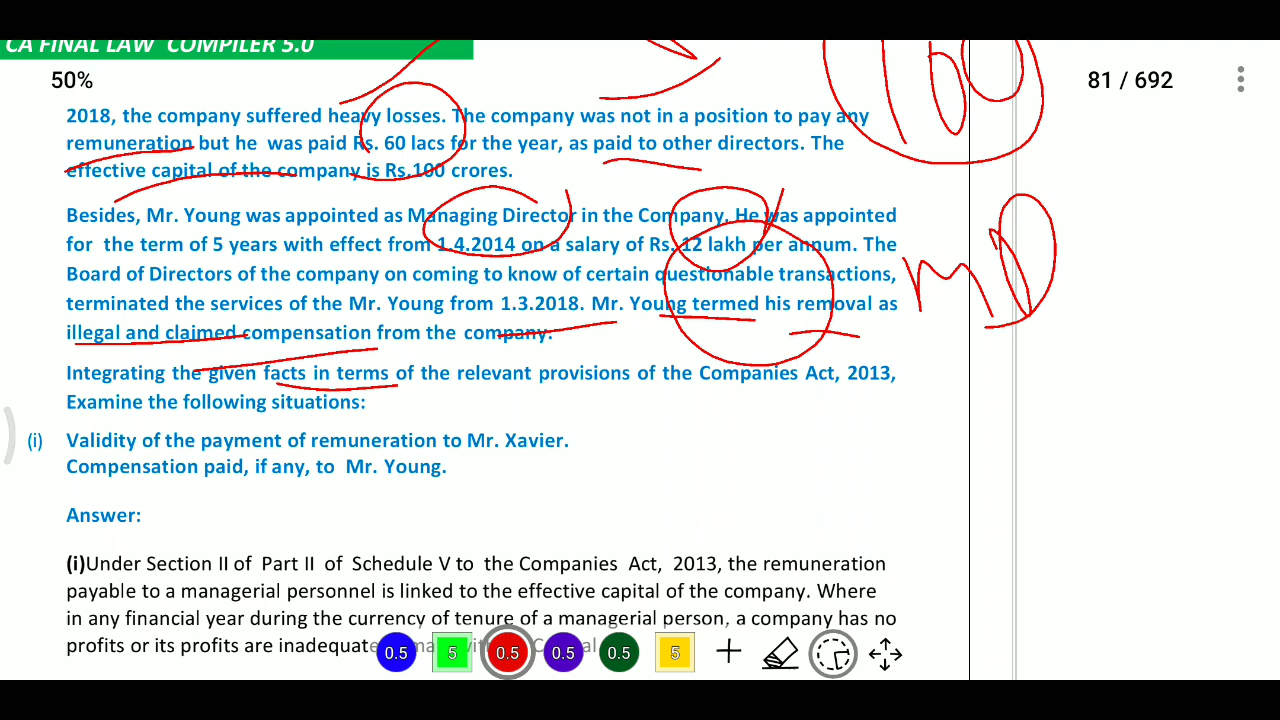 CA FINAL LAW COMPILER 5.0
50%
81 / 692
60
2018, the company suffered heavy losses. The company was not in a position to pay any
remuneration but he was paid Rs. 60 lacs for the year, as paid to other directors. The
effective capital of the company is Rs.100 crores.
Besides, Mr. Young was appointed as Managing Director in the Company. He was appointed
for the term of 5 years with effect from 1.4.2014 on a salary of Rs. 12 lakh per annum. The
Board of Directors of the company on coming to know of certain questionable transactions,
terminated the services of the Mr. Young from 1.3.2018. Mr. Young termed his removal as
illegal and claimed compensation from the company.
MD
Integrating the given facts in terms of the relevant provisions of the Companies Act, 2013,
Examine the following situations:
(i) Validity of the payment of remuneration to Mr. Xavier.
Compensation paid, if any, to Mr. Young.
Answer:
(i)Under Section II of Part II of Schedule V to the Companies Act, 2013, the remuneration
payable to a managerial personnel is linked to the effective capital of the company. Where
in any financial year during the currency of tenure of a managerial person, a company has no
profits or its profits are inadequate
0.5 5 0.5 0.5 0.5 5